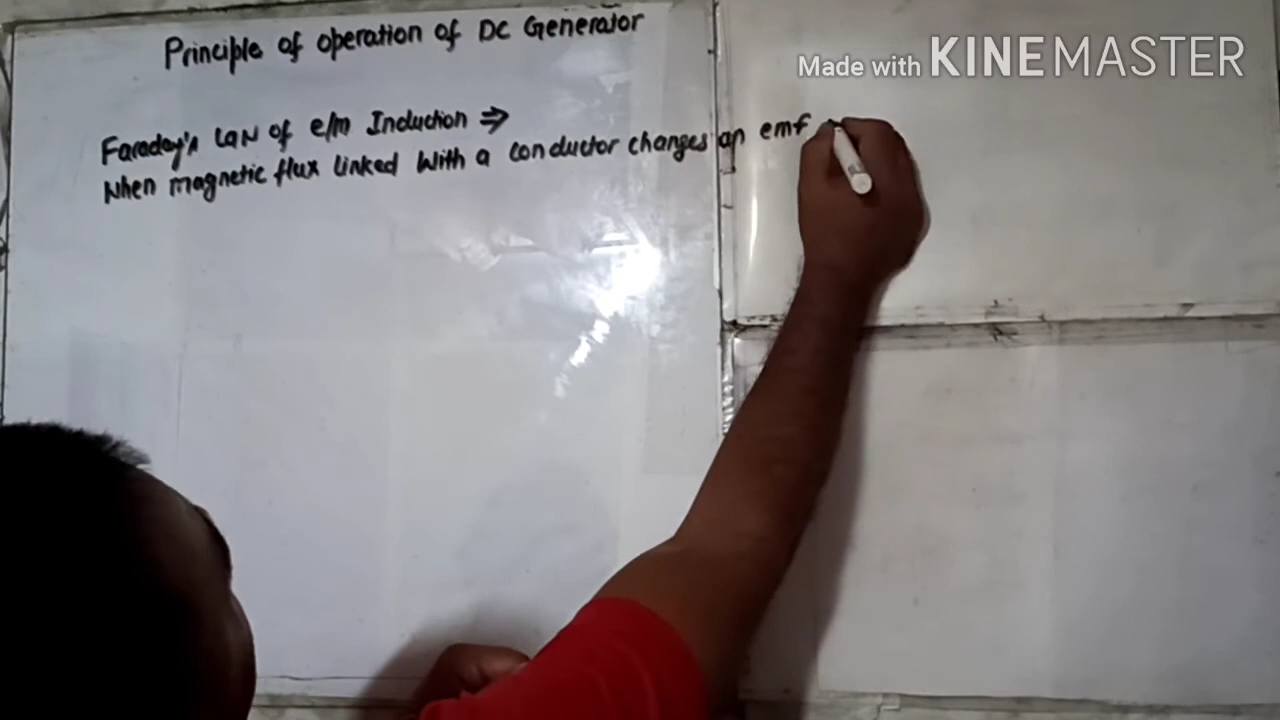 Principle of operation of DC Generator
Made with KINEMASTER
Faraday's law of e/m Induction ⇒
When magnetic flux linked with a conductor changes an emf